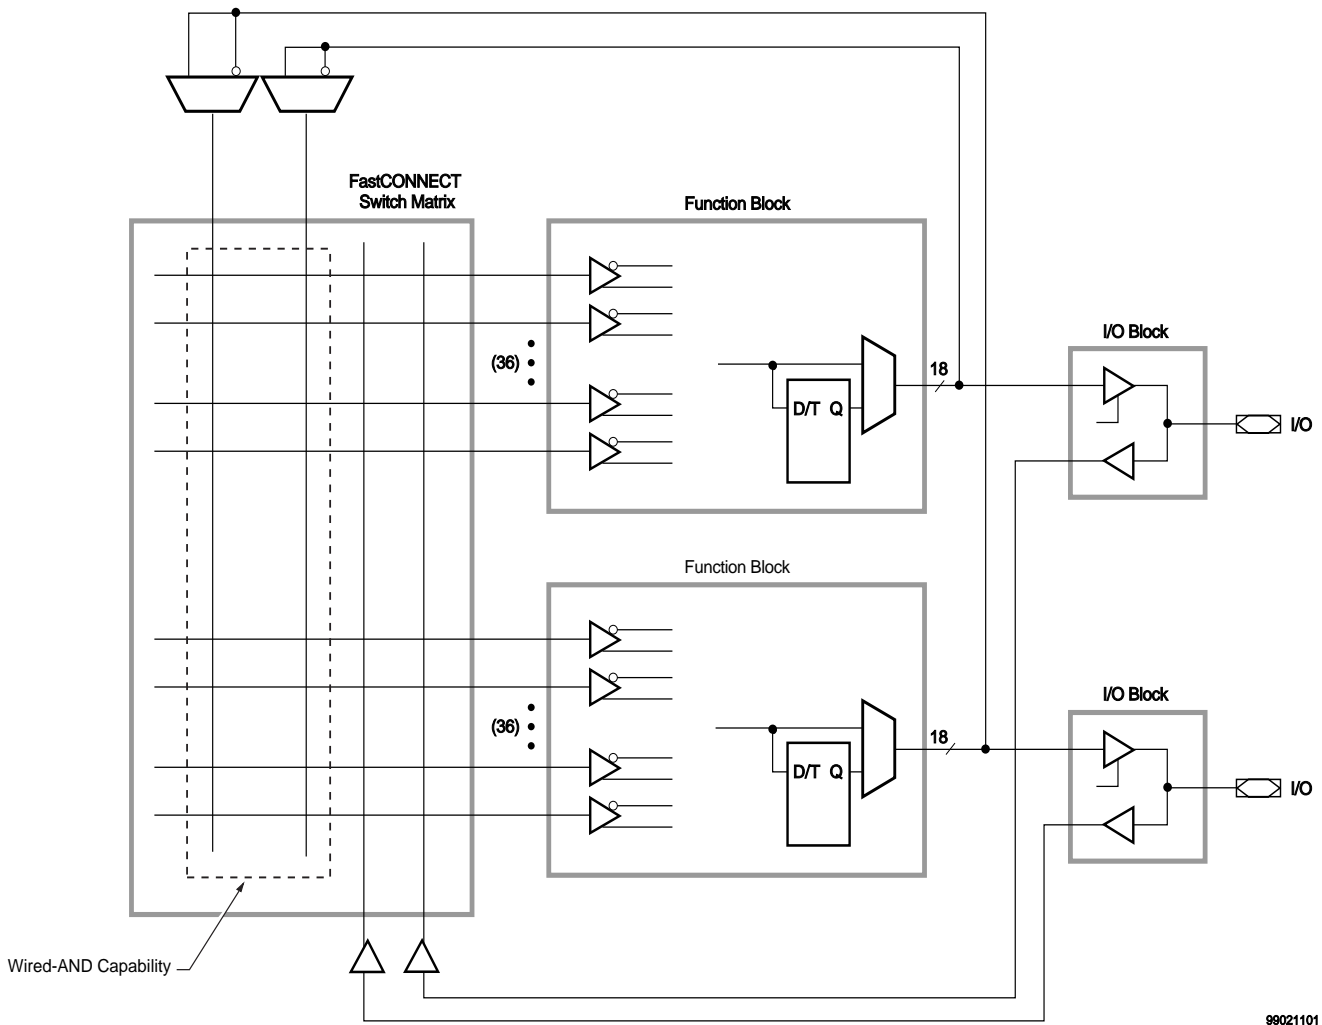 FastCONNECT
Switch Matrix
Function Block
(36)
D/T Q
18
I/O Block
I/O
Function Block
(36)
D/T Q
18
I/O Block
I/O
Wired-AND Capability
99021101